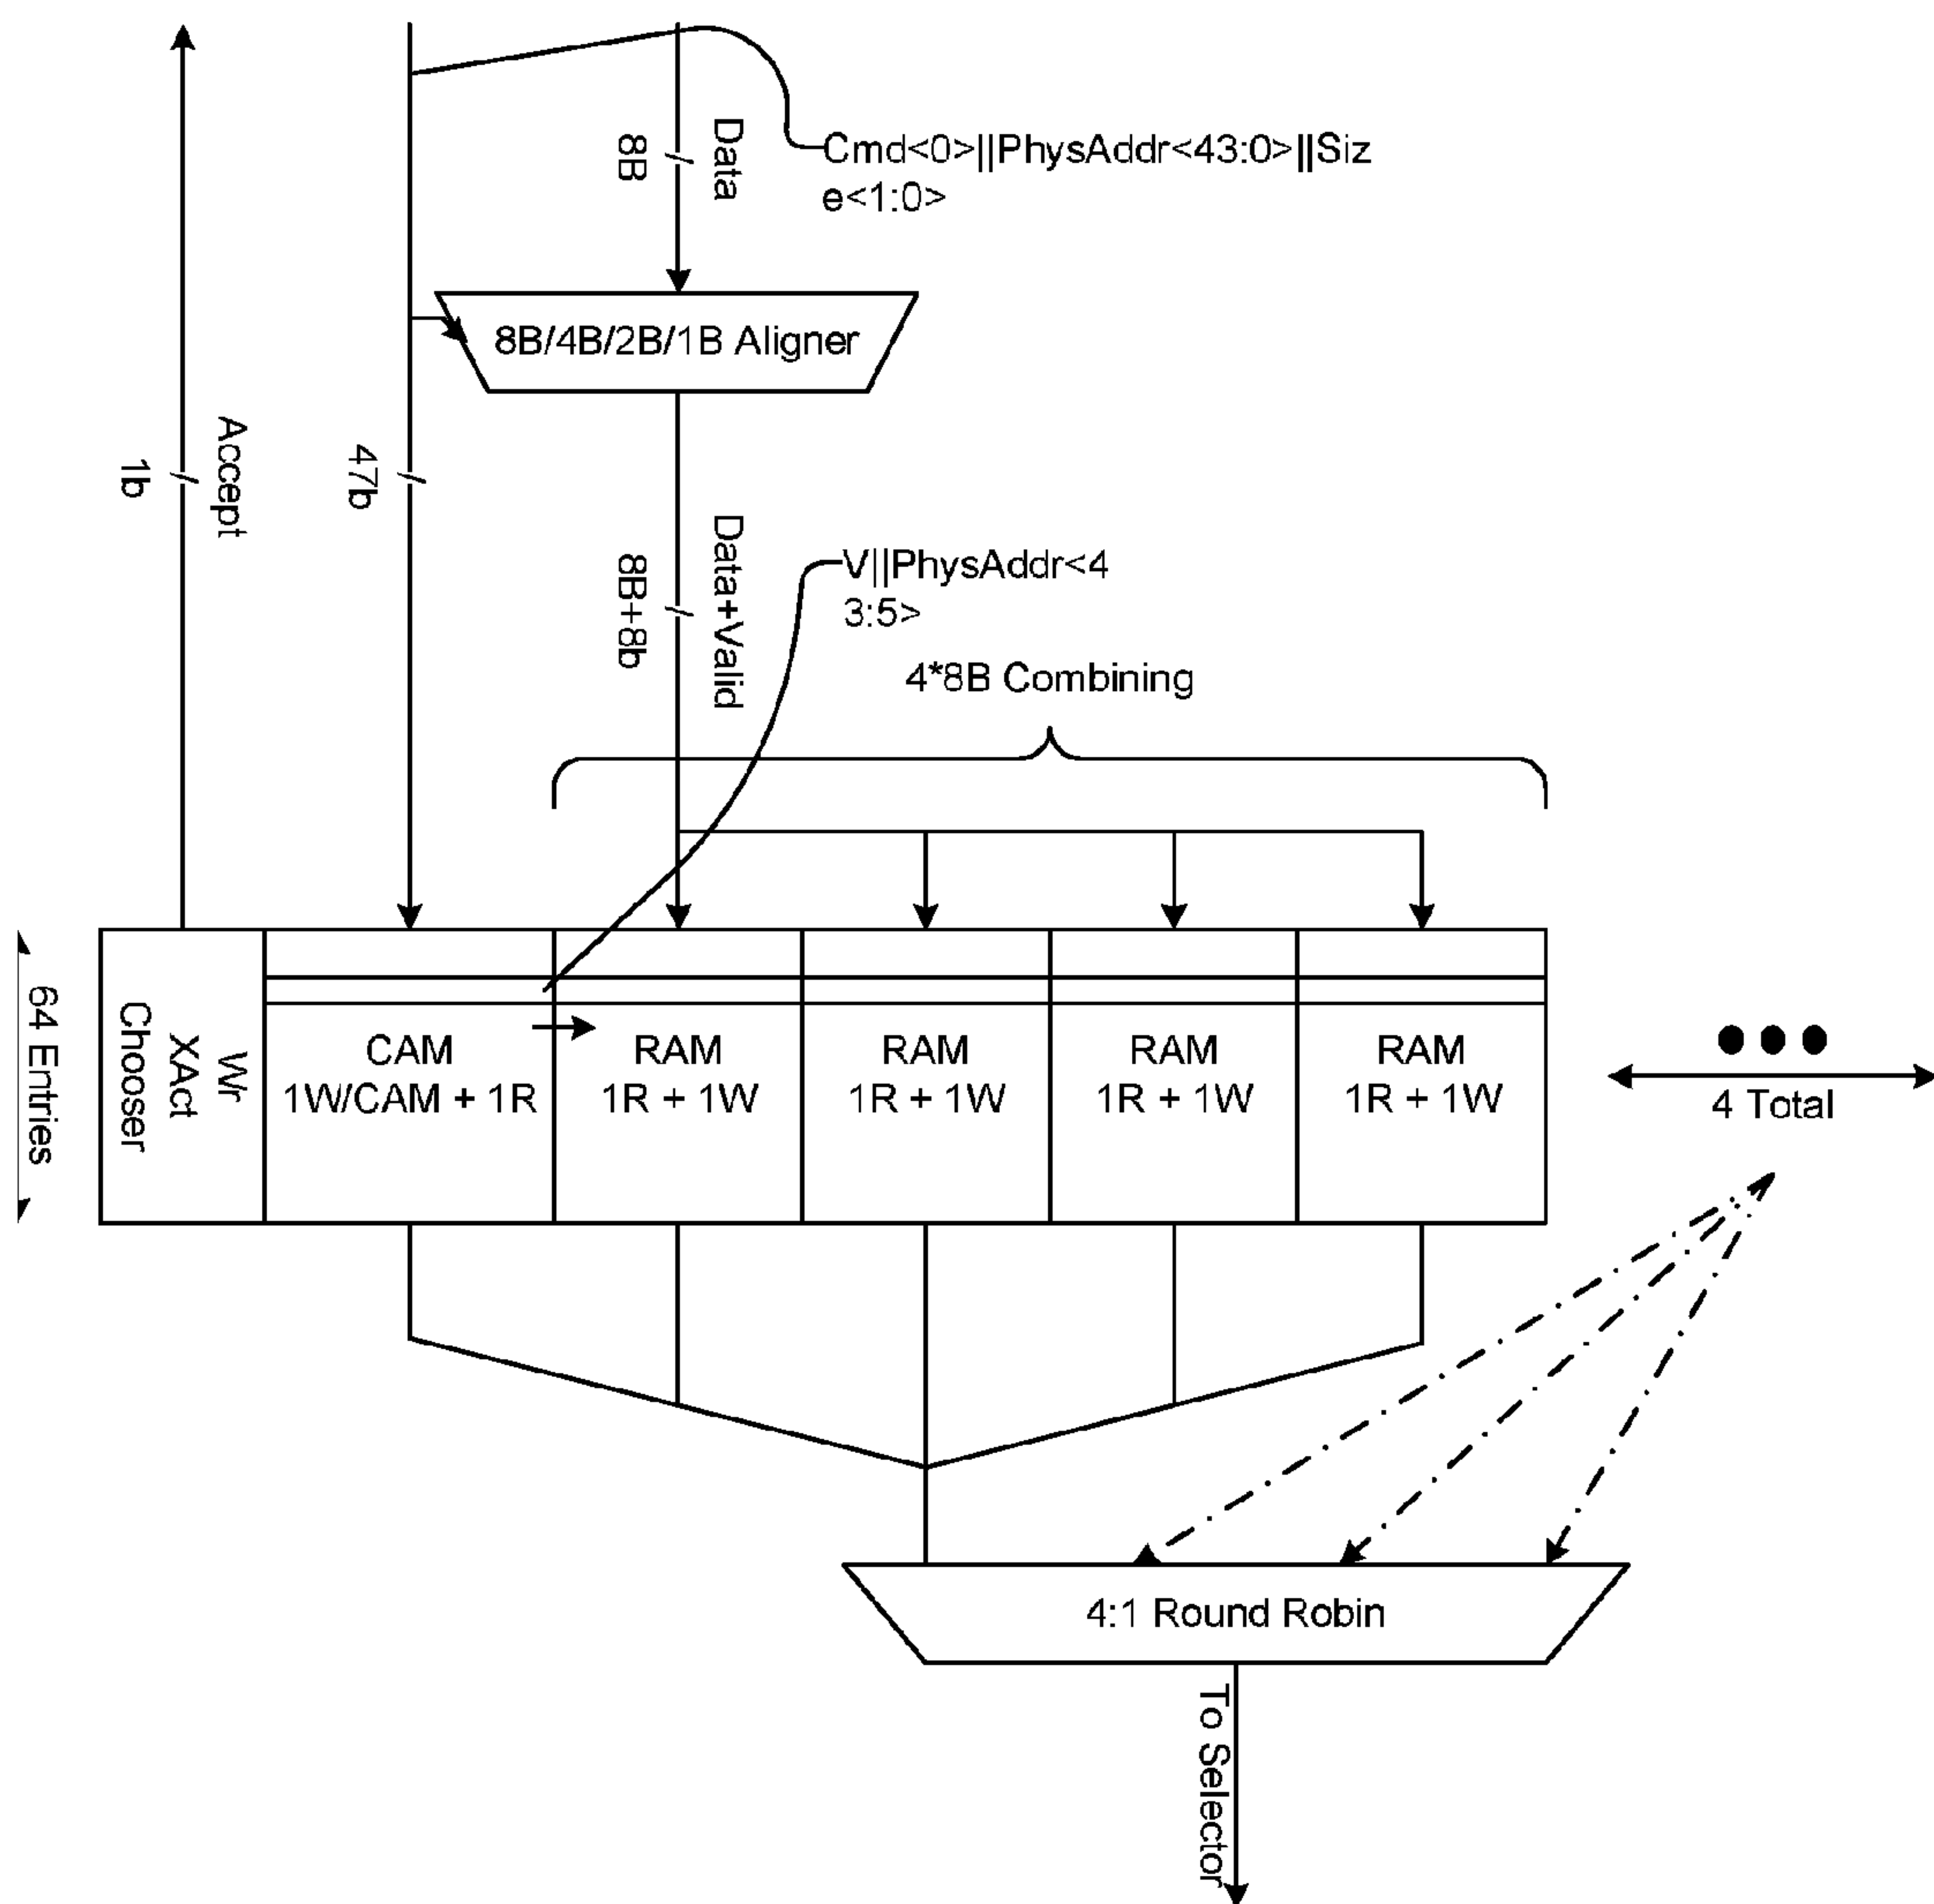 Cmd<0>||PhysAddr<43:0>||Siz
e<1:0>
Data
8B
8B/4B/2B/1B Aligner
Accept
1b
47b
Data+Valid
8B+8b
V||PhysAddr<4
3:5>
4*8B Combining
64 Entries
Wr
XAct
Chooser
CAM
1W/CAM + 1R
RAM
1R + 1W
RAM
1R + 1W
RAM
1R + 1W
RAM
1R + 1W
4 Total
4:1 Round Robin
To Selector